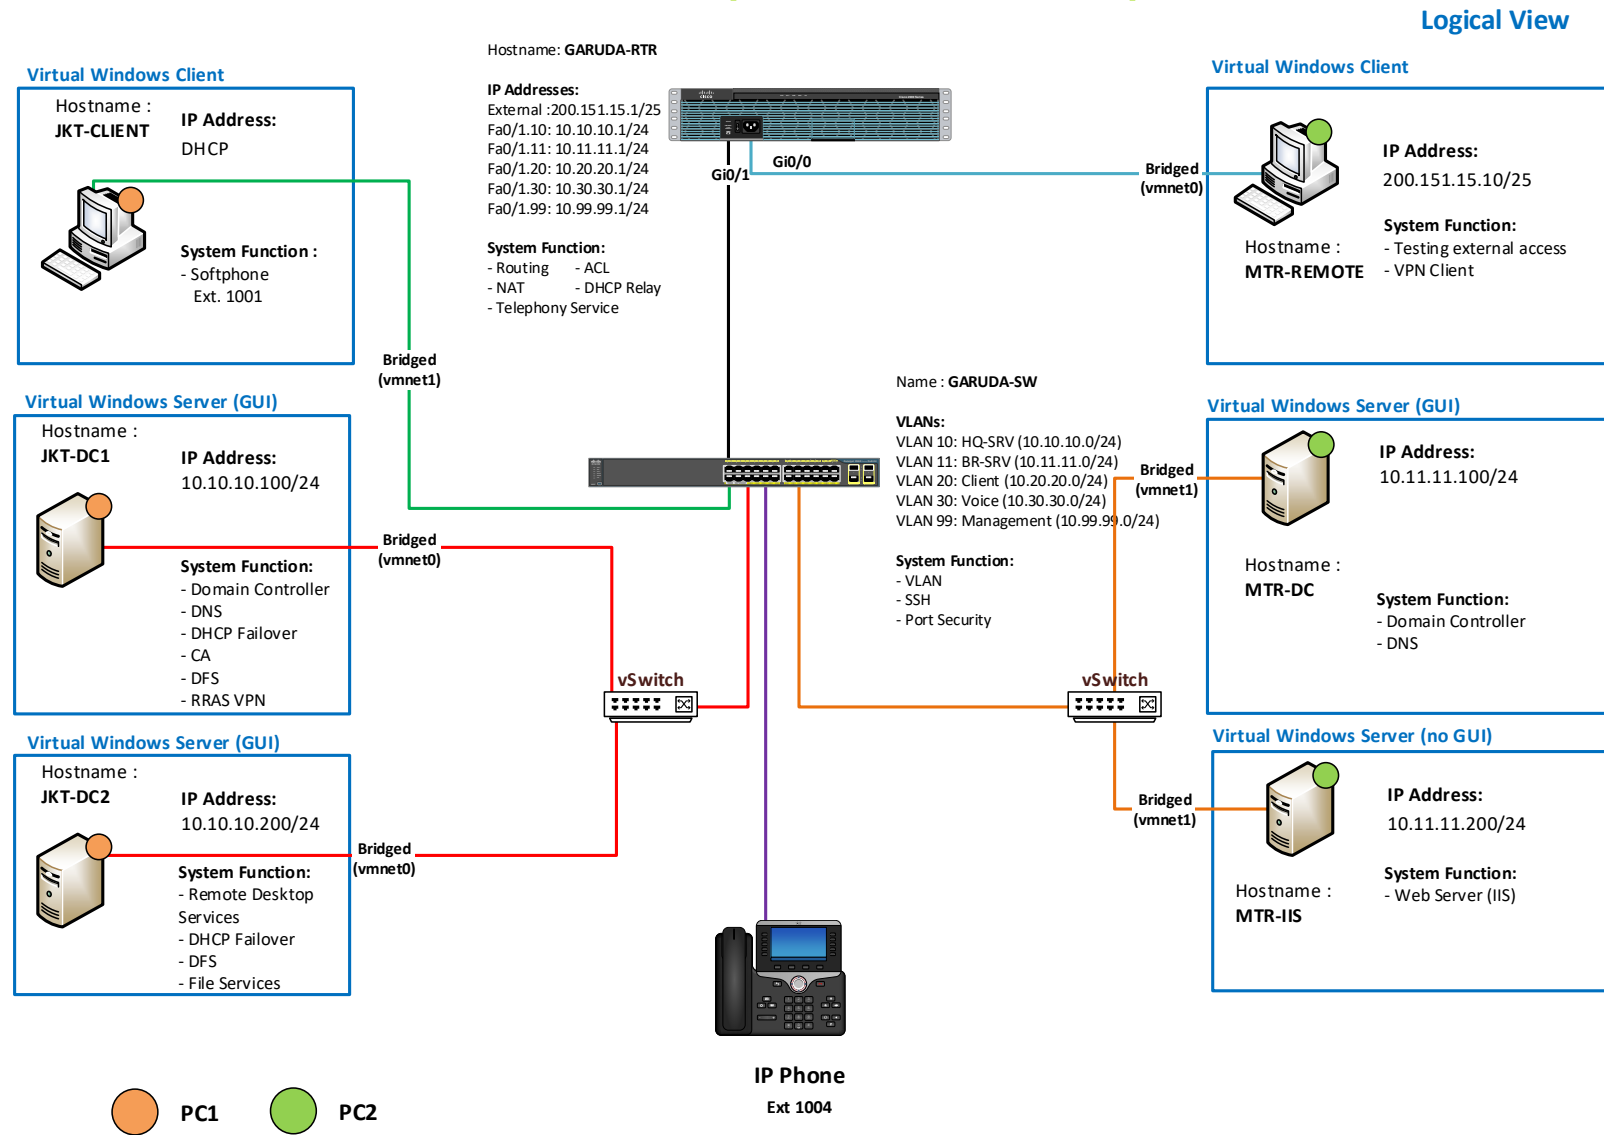 Logical View
Hostname: GARUDA-RTR
IP Addresses:
External :200.151.15.1/25
Fa0/1.10: 10.10.10.1/24
Fa0/1.11: 10.11.11.1/24
Fa0/1.20: 10.20.20.1/24
Fa0/1.30: 10.30.30.1/24
Fa0/1.99: 10.99.99.1/24
System Function:
- Routing - ACL
- NAT - DHCP Relay
- Telephony Service
Gi0/1
Gi0/0
Virtual Windows Client
Hostname :
JKT-CLIENT
IP Address:
DHCP
System Function :
- Softphone
Ext. 1001
Bridged
(vmnet1)
Virtual Windows Client
Bridged
(vmnet0)
IP Address:
200.151.15.10/25
System Function:
- Testing external access
- VPN Client
Hostname :
MTR-REMOTE
Virtual Windows Server (GUI)
Hostname :
JKT-DC1
IP Address:
10.10.10.100/24
System Function:
- Domain Controller
- DNS
- DHCP Failover
- CA
- DFS
- RRAS VPN
Bridged
(vmnet0)
Name : GARUDA-SW
VLANs:
VLAN 10: HQ-SRV (10.10.10.0/24)
VLAN 11: BR-SRV (10.11.11.0/24)
VLAN 20: Client (10.20.20.0/24)
VLAN 30: Voice (10.30.30.0/24)
VLAN 99: Management (10.99.99.0/24)
System Function:
- VLAN
- SSH
- Port Security
Bridged
(vmnet1)
Virtual Windows Server (GUI)
IP Address:
10.11.11.100/24
Hostname :
MTR-DC
System Function:
- Domain Controller
- DNS
vSwitch
vSwitch
Virtual Windows Server (GUI)
Hostname :
JKT-DC2
IP Address:
10.10.10.200/24
System Function:
- Remote Desktop
Services
- DHCP Failover
- DFS
- File Services
Bridged
(vmnet0)
Virtual Windows Server (no GUI)
Bridged
(vmnet1)
IP Address:
10.11.11.200/24
System Function:
- Web Server (IIS)
Hostname :
MTR-IIS
IP Phone
Ext 1004
PC1
PC2